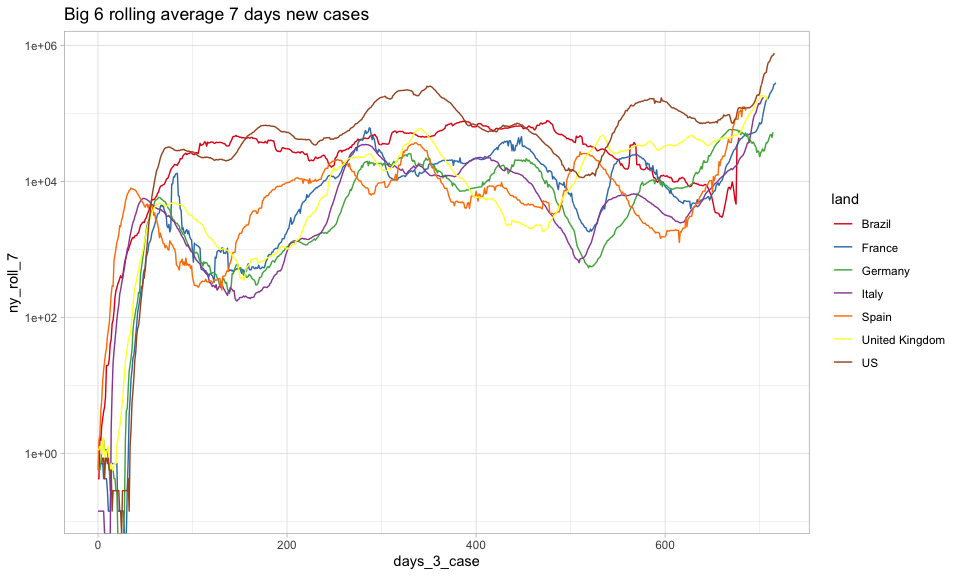 Big 6 rolling average 7 days new cases
1e+06
1e+04
1e+02
1e+00
ny_roll_7
0
200
400
600
days_3_case
land
Brazil
France
Germany
Italy
Spain
United Kingdom
US